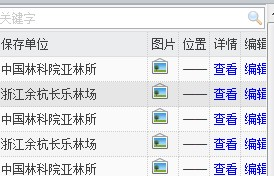 关键字
保存单位 图片 位置 详情 编辑
中国林科院亚林所 —— 查看 编辑
浙江余杭长乐林场 —— 查看 编辑
中国林科院亚林所 —— 查看 编辑
浙江余杭长乐林场 —— 查看 编辑
中国林科院亚林所 —— 查看 编辑